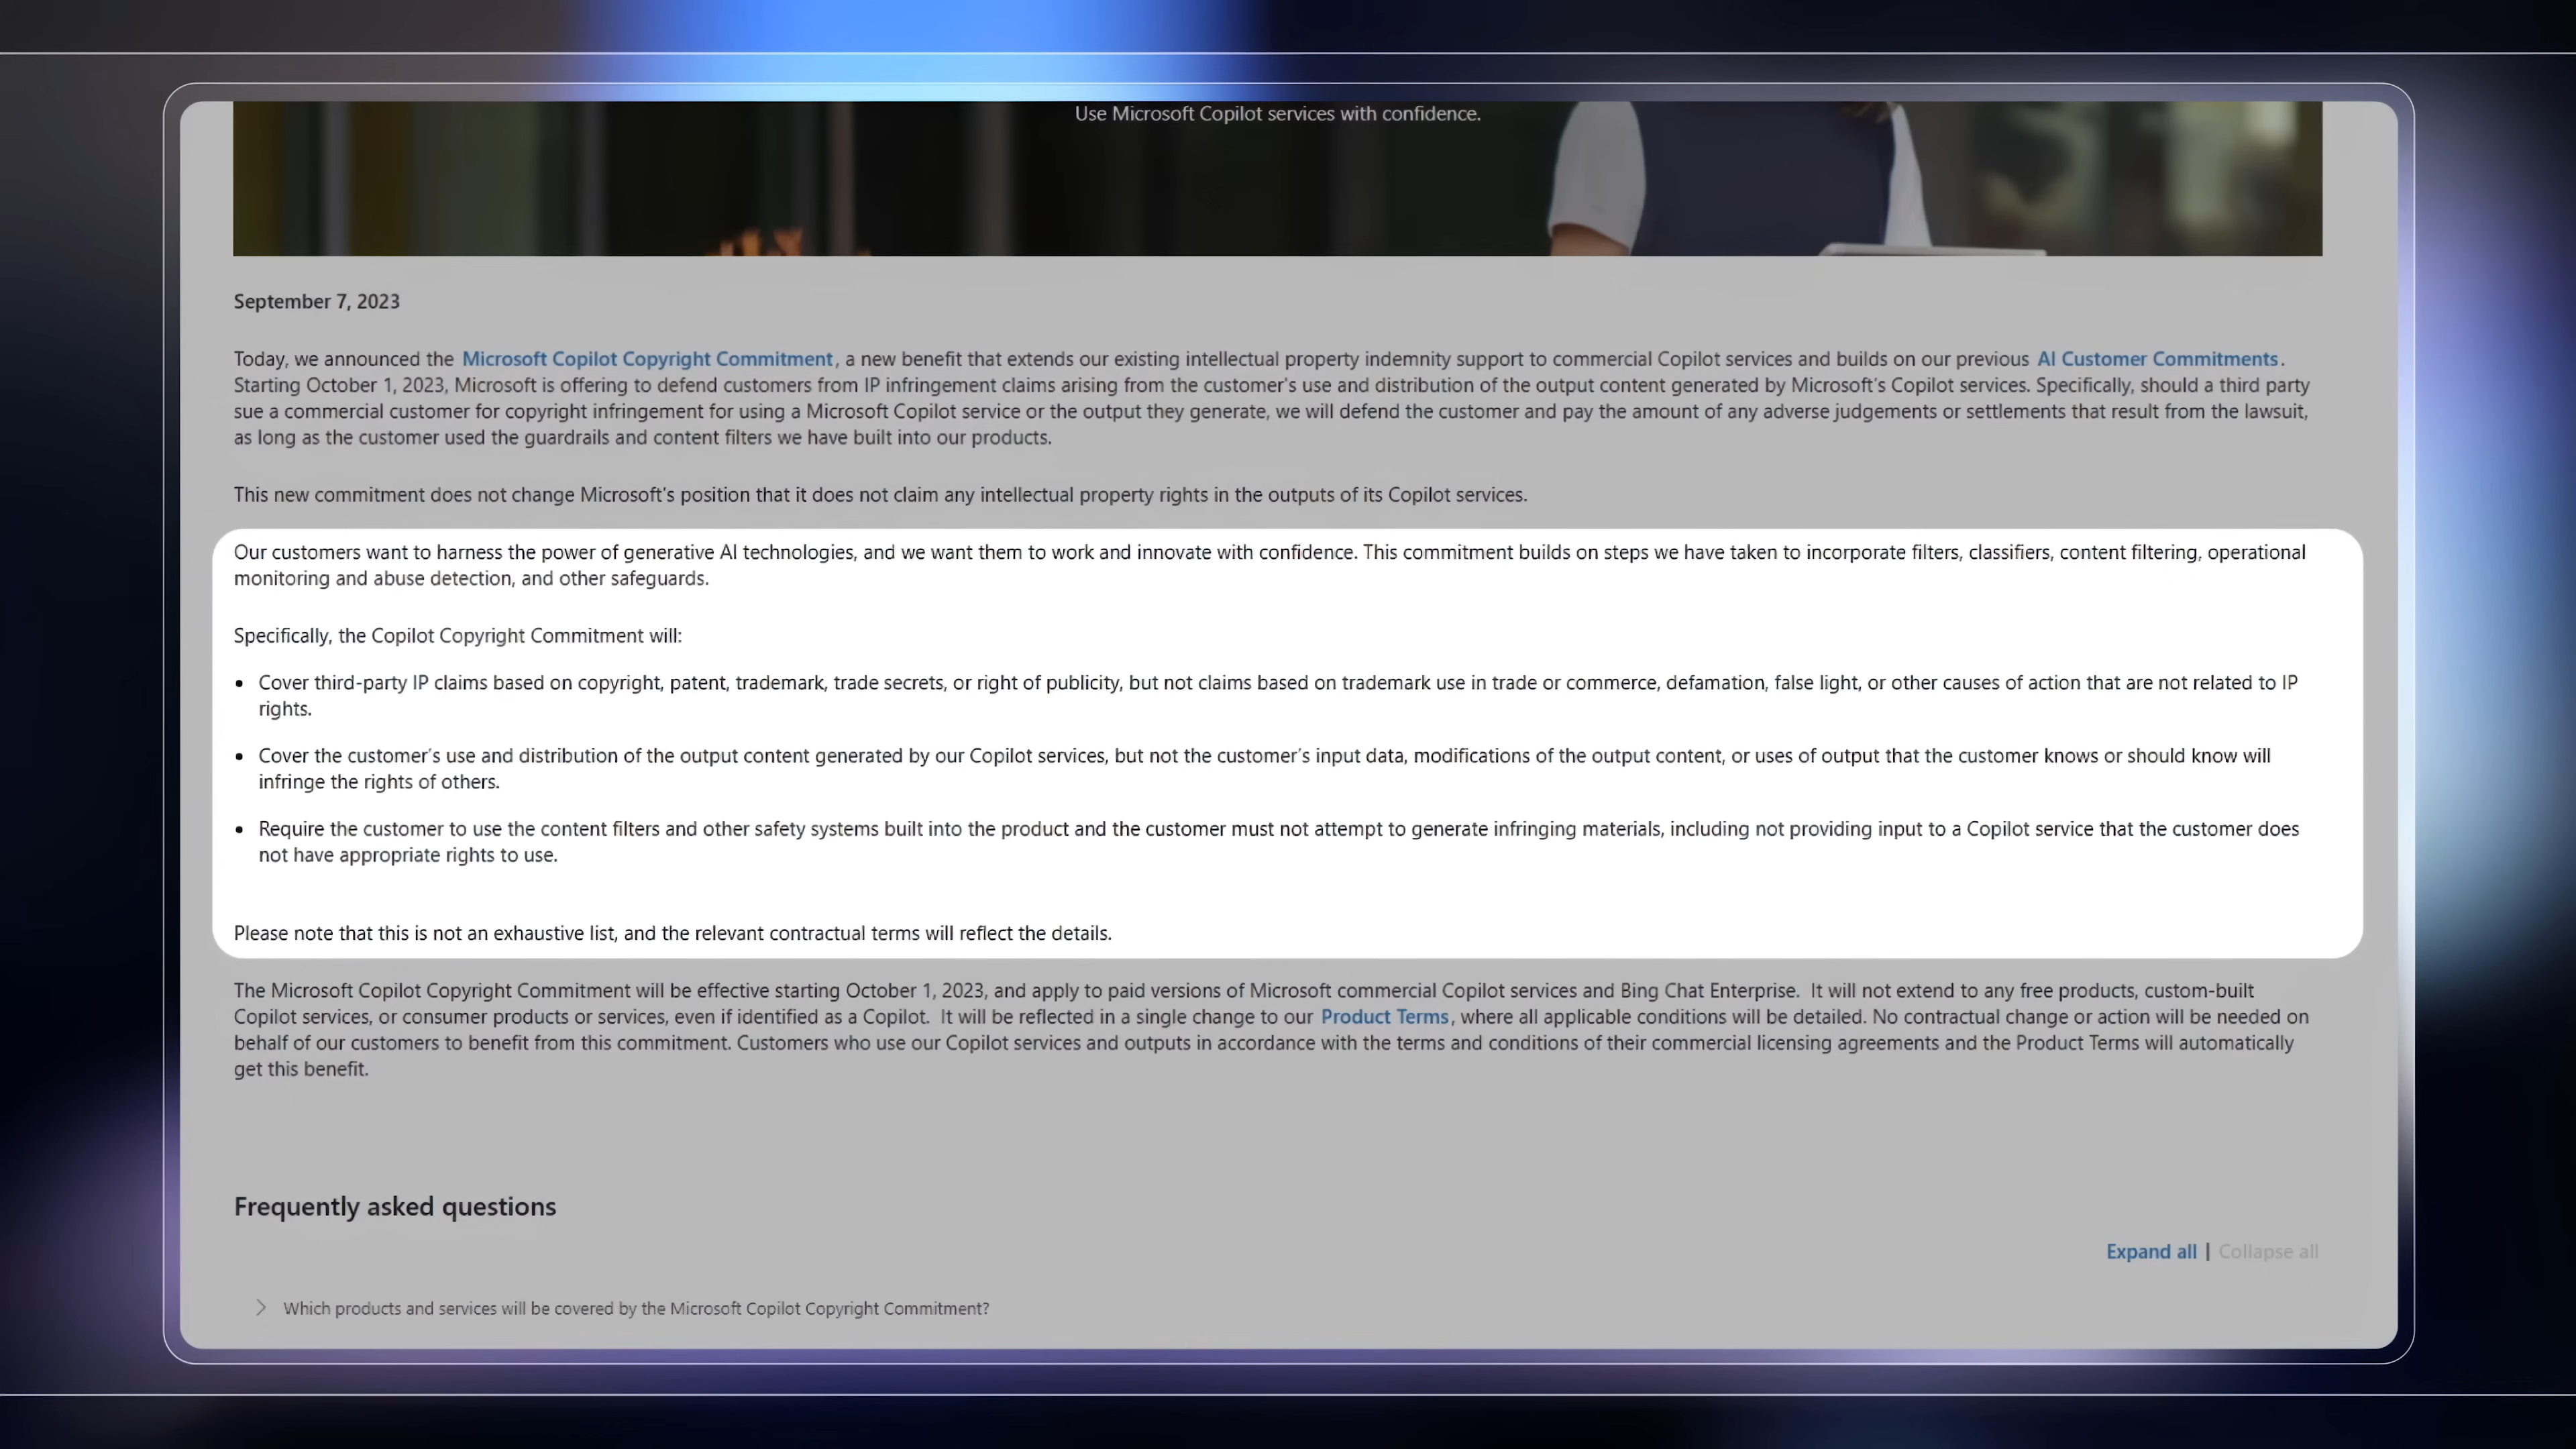 Use Microsoft Copilot services with confidence.
September 7, 2023
Today, we announced the Microsoft Copilot Copyright Commitment, a new benefit that extends our existing intellectual property indemnity support to commercial Copilot services and builds on our previous AI Customer Commitments.
Starting October 1, 2023, Microsoft is offering to defend customers from IP infringement claims arising from the customer's use and distribution of the output content generated by Microsoft's Copilot services. Specifically, should a third party
sue a commercial customer for copyright infringement for using a Microsoft Copilot service or the output they generate, we will defend the customer and pay the amount of any adverse judgements or settlements that result from the lawsuit,
as long as the customer used the guardrails and content filters we have built into our products.
This new commitment does not change Microsoft's position that it does not claim any intellectual property rights in the outputs of its Copilot services.
Our customers want to harness the power of generative AI technologies, and we want them to work and innovate with confidence. This commitment builds on steps we have taken to incorporate filters, classifiers, content filtering, operational
monitoring and abuse detection, and other safeguards.
Specifically, the Copilot Copyright Commitment will:
• Cover third-party IP claims based on copyright, patent, trademark, trade secrets, or right of publicity, but not claims based on trademark use in trade or commerce, defamation, false light, or other causes of action that are not related to IP
rights.
• Cover the customer's use and distribution of the output content generated by our Copilot services, but not the customer's input data, modifications of the output content, or uses of output that the customer knows or should know will
infringe the rights of others.
• Require the customer to use the content filters and other safety systems built into the product and the customer must not attempt to generate infringing materials, including not providing input to a Copilot service that the customer does
not have appropriate rights to use.
Please note that this is not an exhaustive list, and the relevant contractual terms will reflect the details.
The Microsoft Copilot Copyright Commitment will be effective starting October 1, 2023, and apply to paid versions of Microsoft commercial Copilot services and Bing Chat Enterprise. It will not extend to any free products, custom-built
Copilot services, or consumer products or services, even if identified as a Copilot. It will be reflected in a single change to our Product Terms, where all applicable conditions will be detailed. No contractual change or action will be needed on
behalf of our customers to benefit from this commitment. Customers who use our Copilot services and outputs in accordance with the terms and conditions of their commercial licensing agreements and the Product Terms will automatically
get this benefit.
Frequently asked questions
Expand all | Collapse all
Which products and services will be covered by the Microsoft Copilot Copyright Commitment?